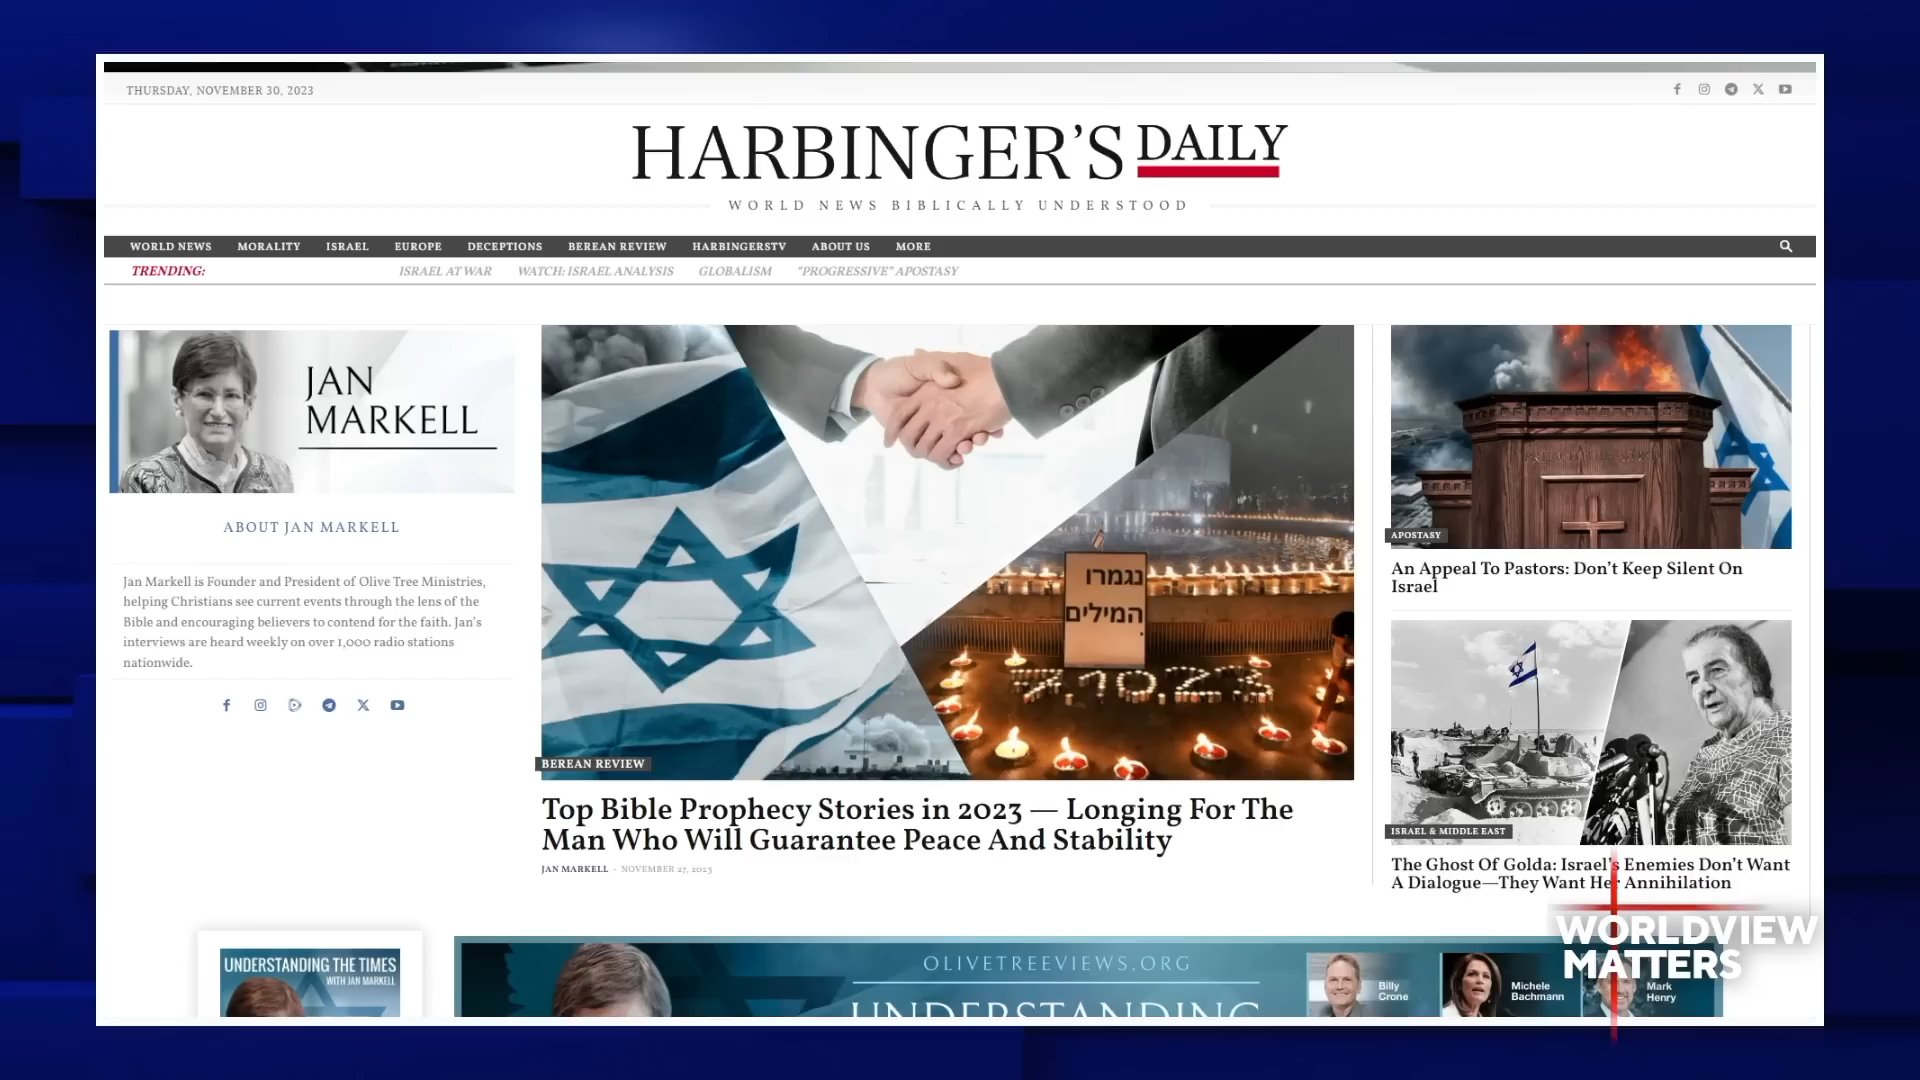 THURSDAY, NOVEMBER 30, 2023
HARBINGER'S DAILY
WORLD NEWS BIBLICALLY UNDERSTOOD
WORLD NEWS MORALITY ISRAEL EUROPE DECEPTIONS BEREAN REVIEW HARBINGERSTV ABOUT US MORE
TRENDING: ISRAEL AT WAR WATCH: ISRAEL ANALYSIS GLOBALISM "PROGRESSIVE" APOSTASY
JAN
MARKELL
ABOUT JAN MARKELL
Jan Markell is Founder and President of Olive Tree Ministries,
helping Christians see current events through the lens of the
Bible and encouraging believers to contend for the faith. Jan's
interviews are heard weekly on over 1,000 radio stations
nationwide.
נגמרו
המילים
7.10.23
BEREAN REVIEW
Top Bible Prophecy Stories in 2023 — Longing For The
Man Who Will Guarantee Peace And Stability
JAN MARKELL - NOVEMBER 27, 2023
APOSTASY
An Appeal To Pastors: Don't Keep Silent On
Israel
ISRAEL & MIDDLE EAST
The Ghost Of Golda: Israel's Enemies Don't Want
A Dialogue—They Want Her Annihilation
UNDERSTANDING THE TIMES
WITH JAN MARKELL
OLIVETREEVIEWS.ORG
UNDERSTANDING
Billy
Crone
Michele
Bachmann
Mark
Henry
WORLDVIEW
MATTERS